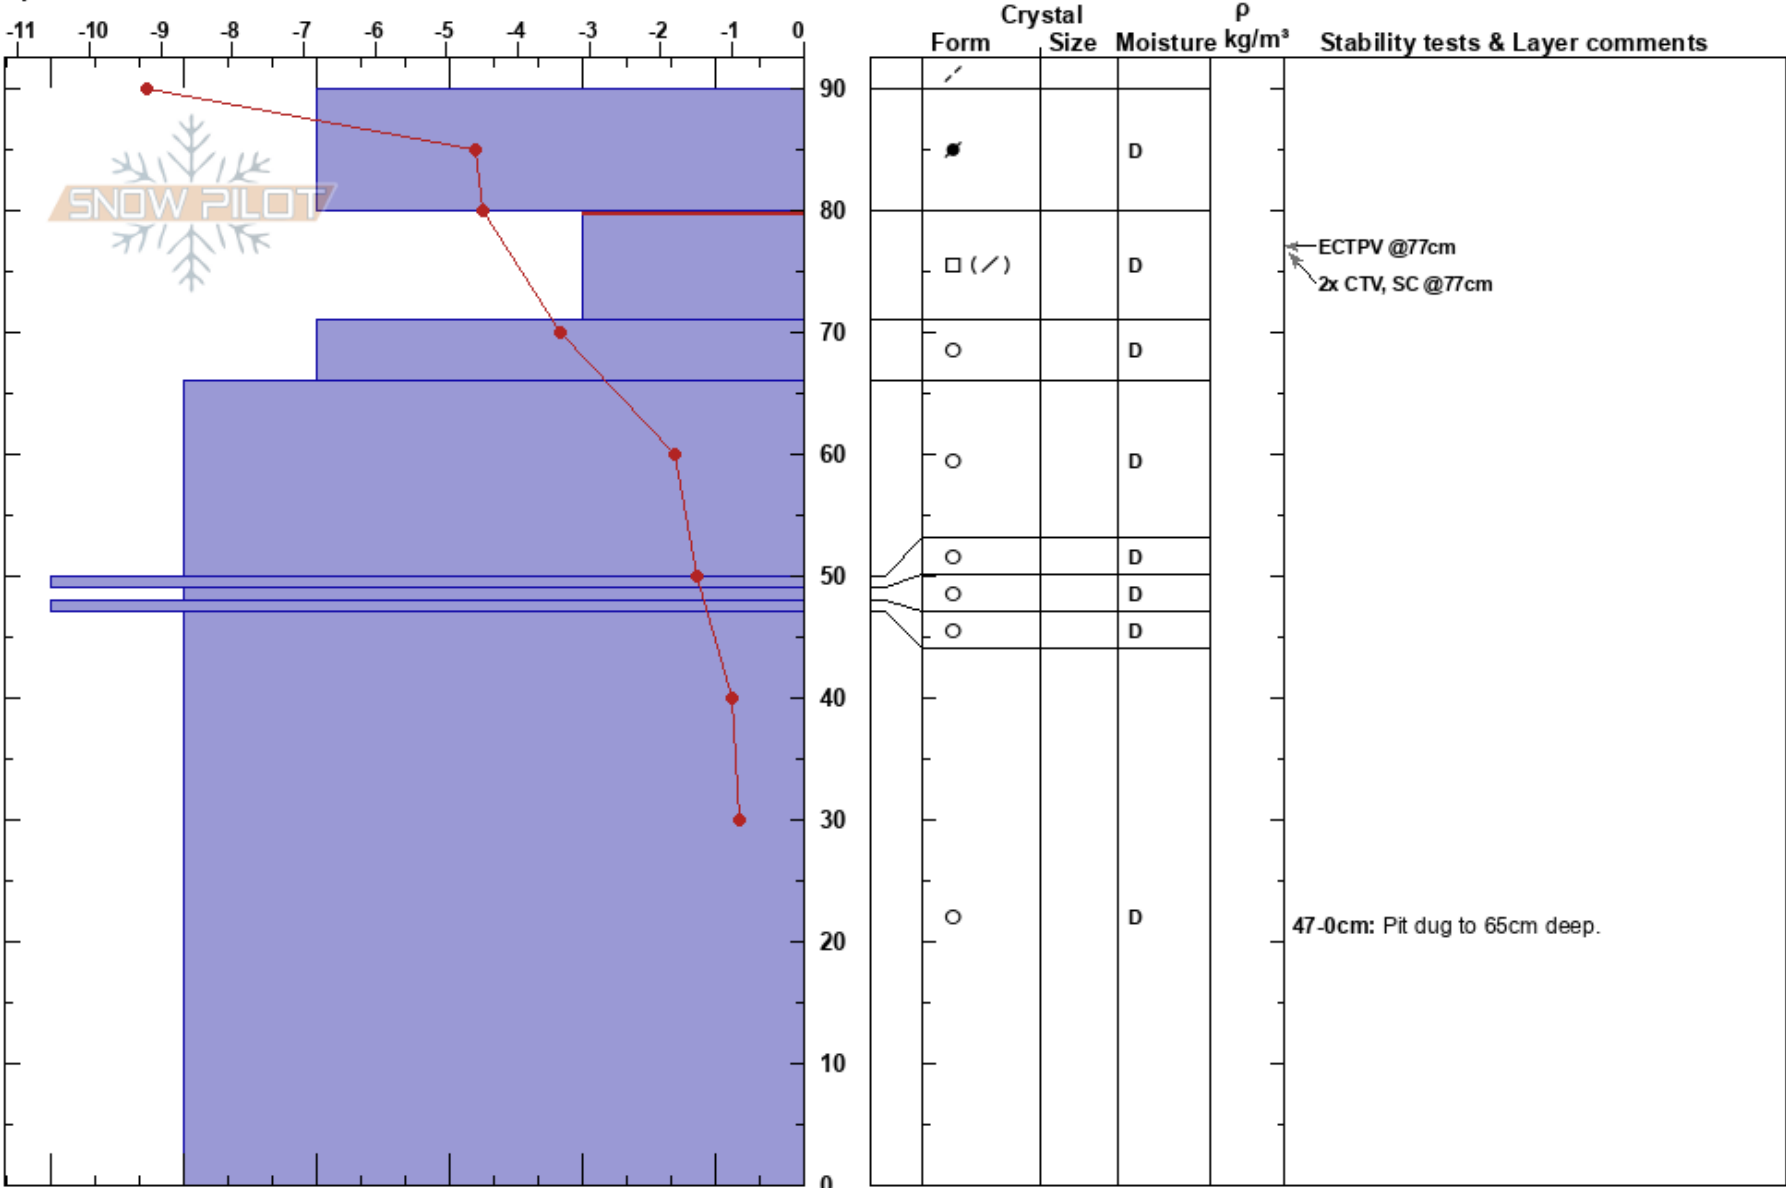 Crystal ρ
-11 -10 -9 -8 -7 -6 -5 -4 -3 -2 -1 0 Form Size Moisture kg/m³ Stability tests & Layer comments
90
D
SNOW PILOT
80
ECTPV @77cm
D
2x CTV, SC @77cm
70
D
60
D
D
50
D
D
40
30
D
47-0cm: Pit dug to 65cm deep.
20
10
0